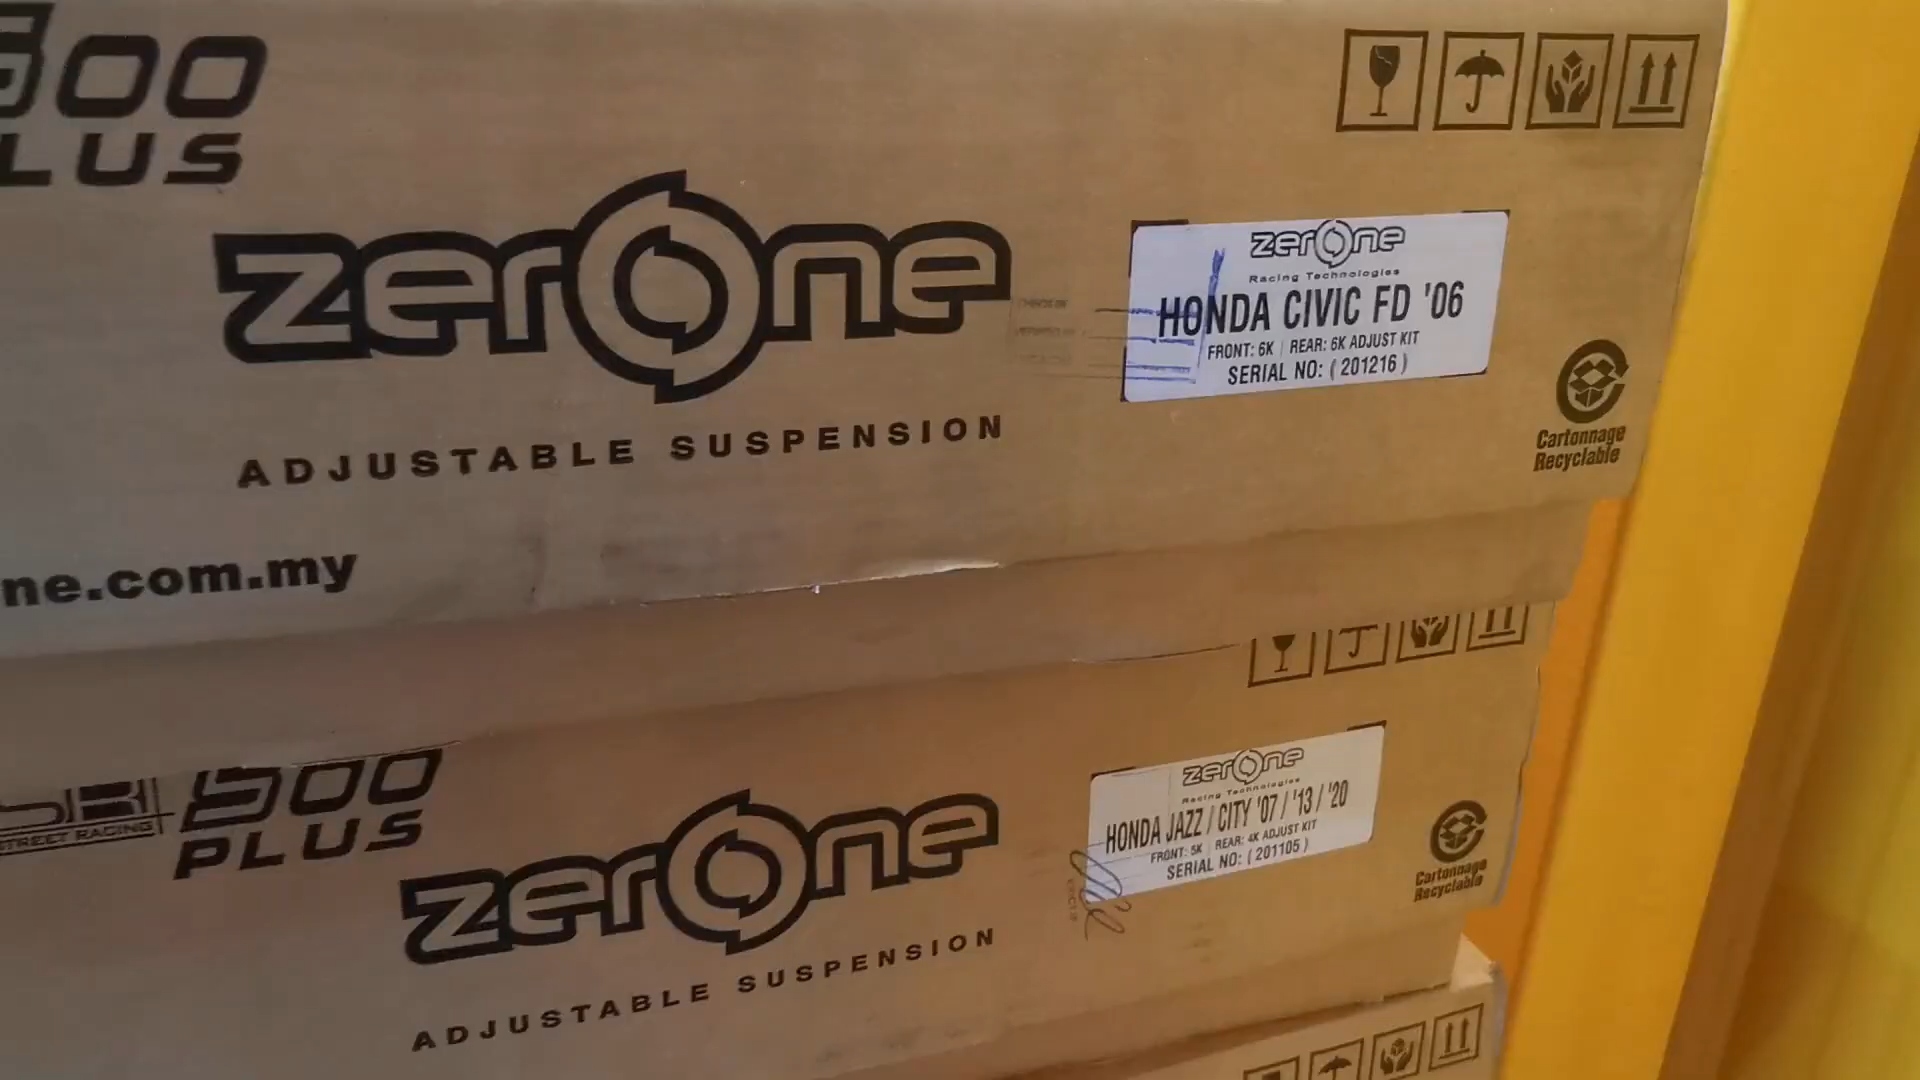 500
PLUS
zerOne
ADJUSTABLE SUSPENSION
ne.com.my
zerOne
Racing Technologies
HONDA CIVIC FD '06
FRONT: 6K | REAR: 6K ADJUST KIT
SERIAL NO: ( 201216 )
Cartonnage
Recyclable
STREET RACING
500
PLUS
zerOne
ADJUSTABLE SUSPENSION
zerOne
Racing Technologies
HONDA JAZZ / CITY '07 / '13 / '20
FRONT: 5K | REAR: 4K ADJUST KIT
SERIAL NO: ( 201105 )
Cartonnage
Recyclable